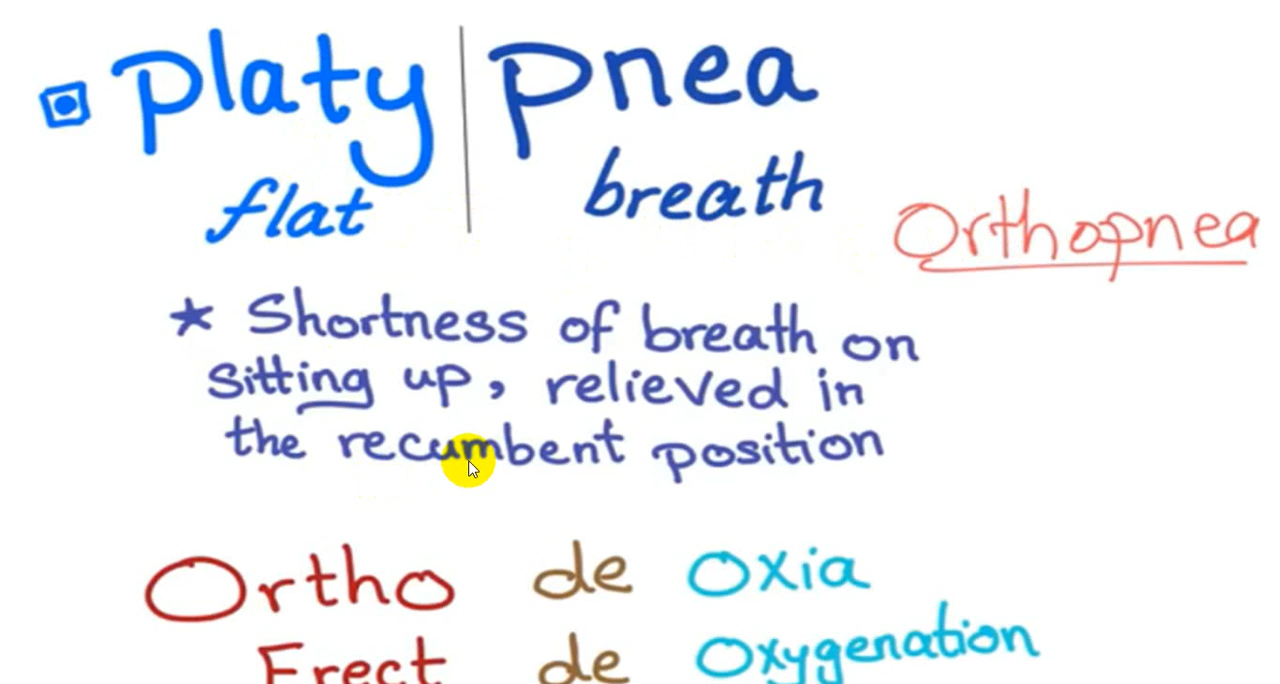 platy pnea
flat breath
Orthopnea
* Shortness of breath on
sitting up, relieved in
the recumbent position
Ortho de Oxia
Erect de Oxygenation